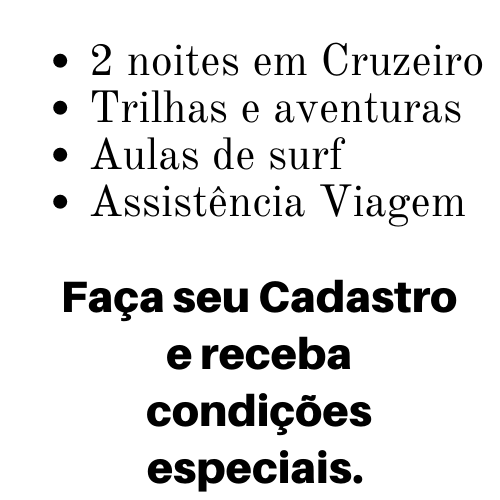 • 2 noites em Cruzeiro
• Trilhas e aventuras
• Aulas de surf
• Assistência Viagem
Faça seu Cadastro
e receba
condições
especiais.